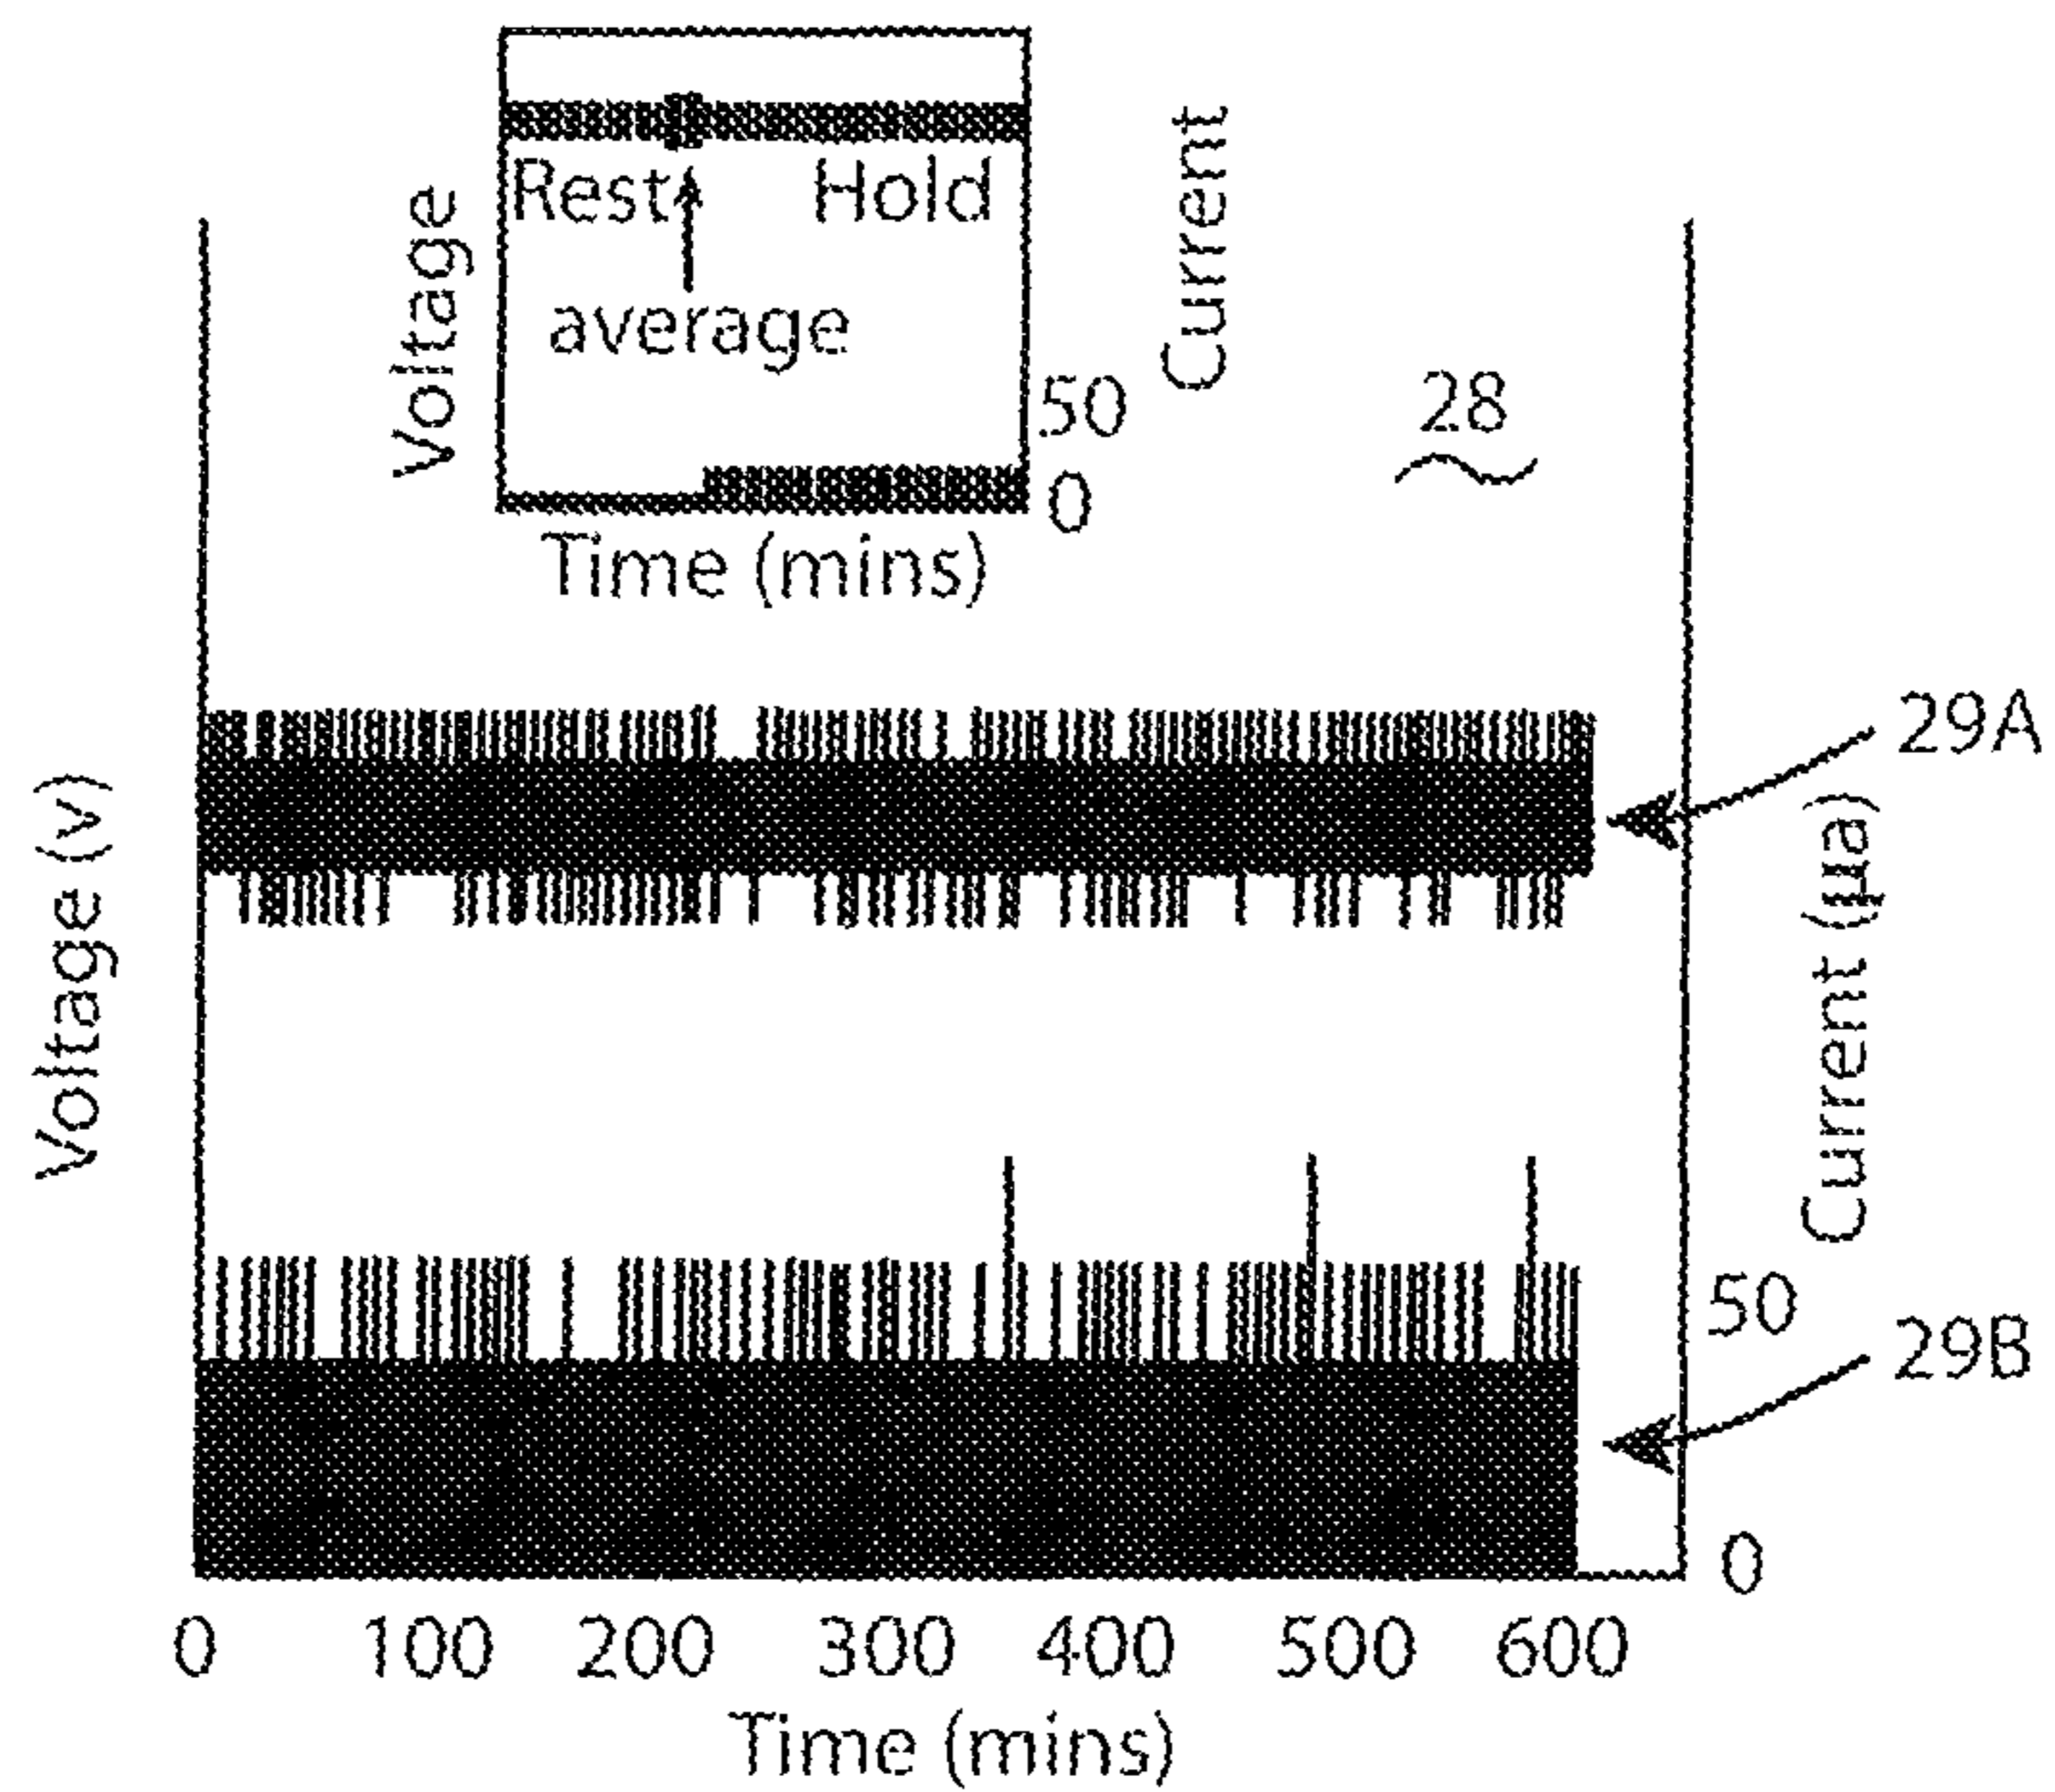 Voltage
Rest
Hold
average
Current
50
0
Time (mins)
28
29A
Voltage (v)
Current (µa)
50
29B
0
0 100 200 300 400 500 600
Time (mins)